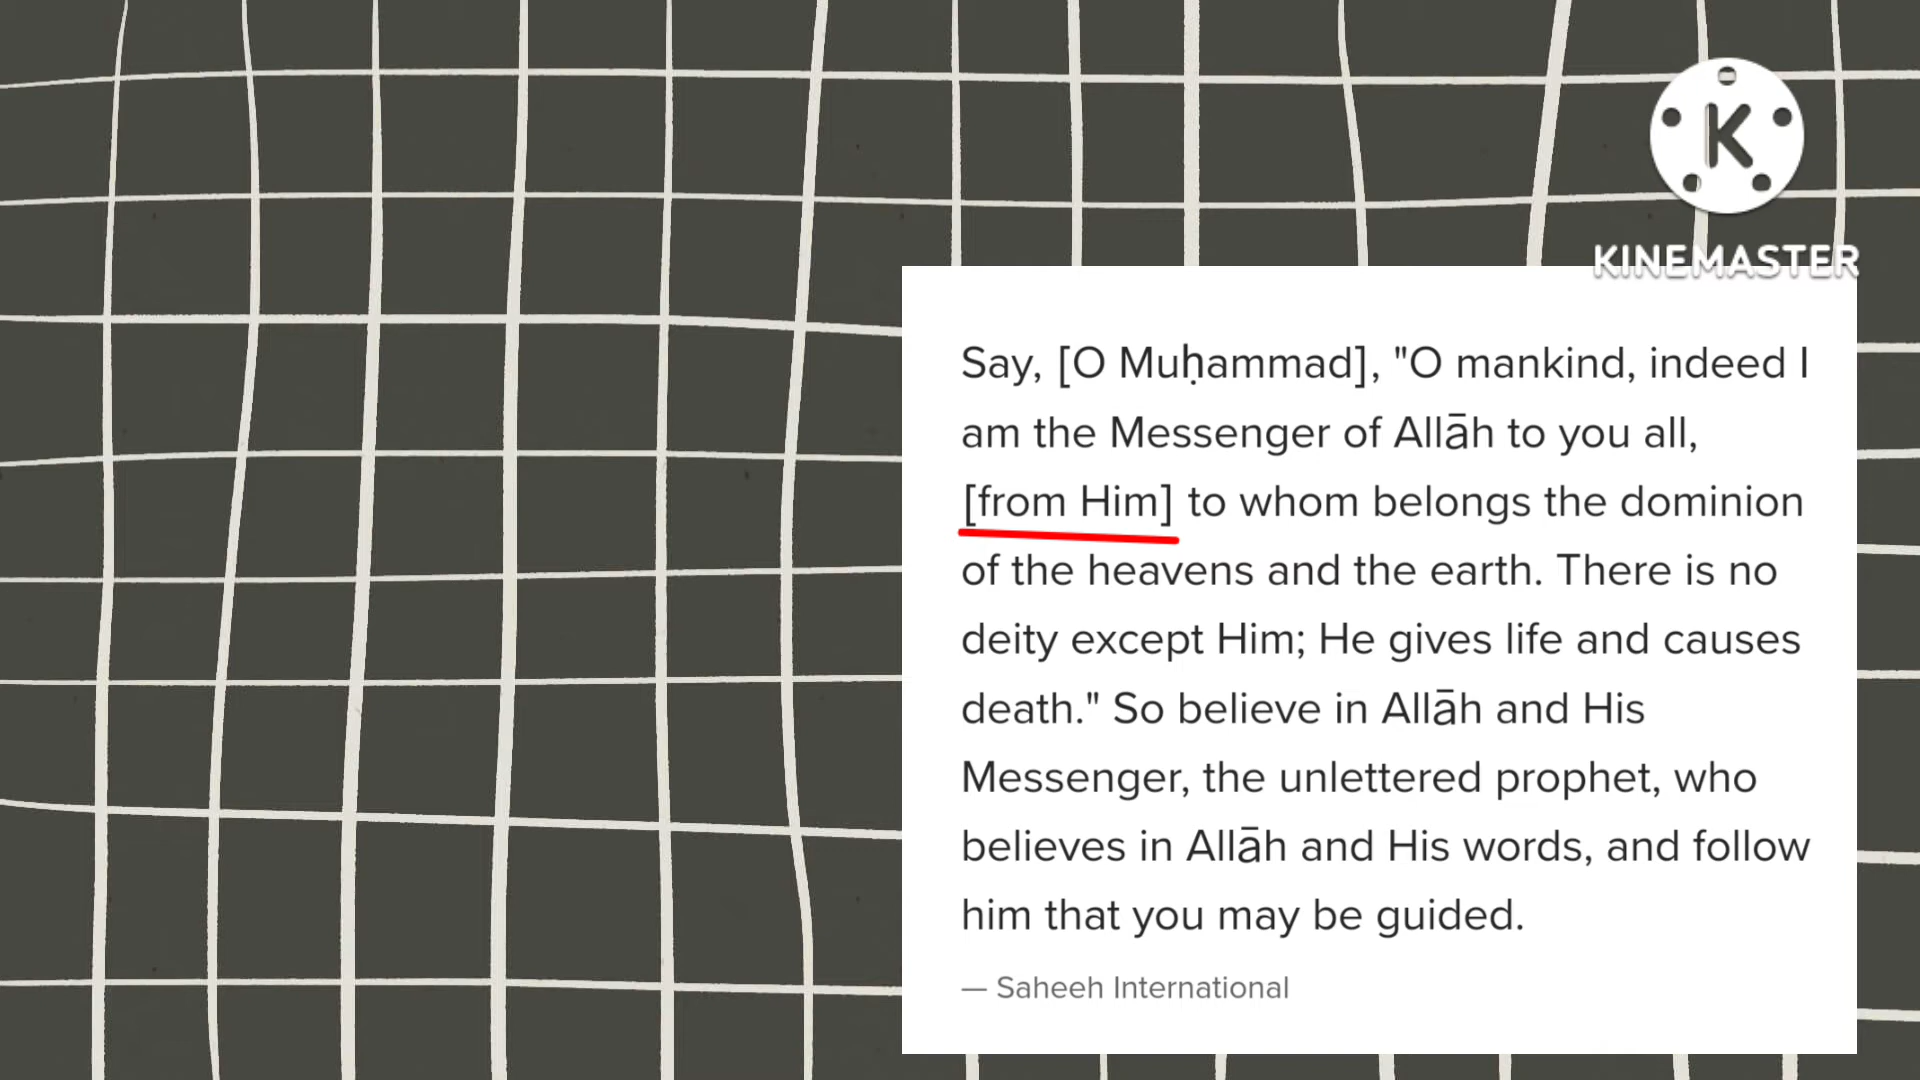 K
KINEMASTER
Say, [O Muḥammad], "O mankind, indeed I
am the Messenger of Allāh to you all,
[from Him] to whom belongs the dominion
of the heavens and the earth. There is no
deity except Him; He gives life and causes
death." So believe in Allāh and His
Messenger, the unlettered prophet, who
believes in Allāh and His words, and follow
him that you may be guided.
— Saheeh International